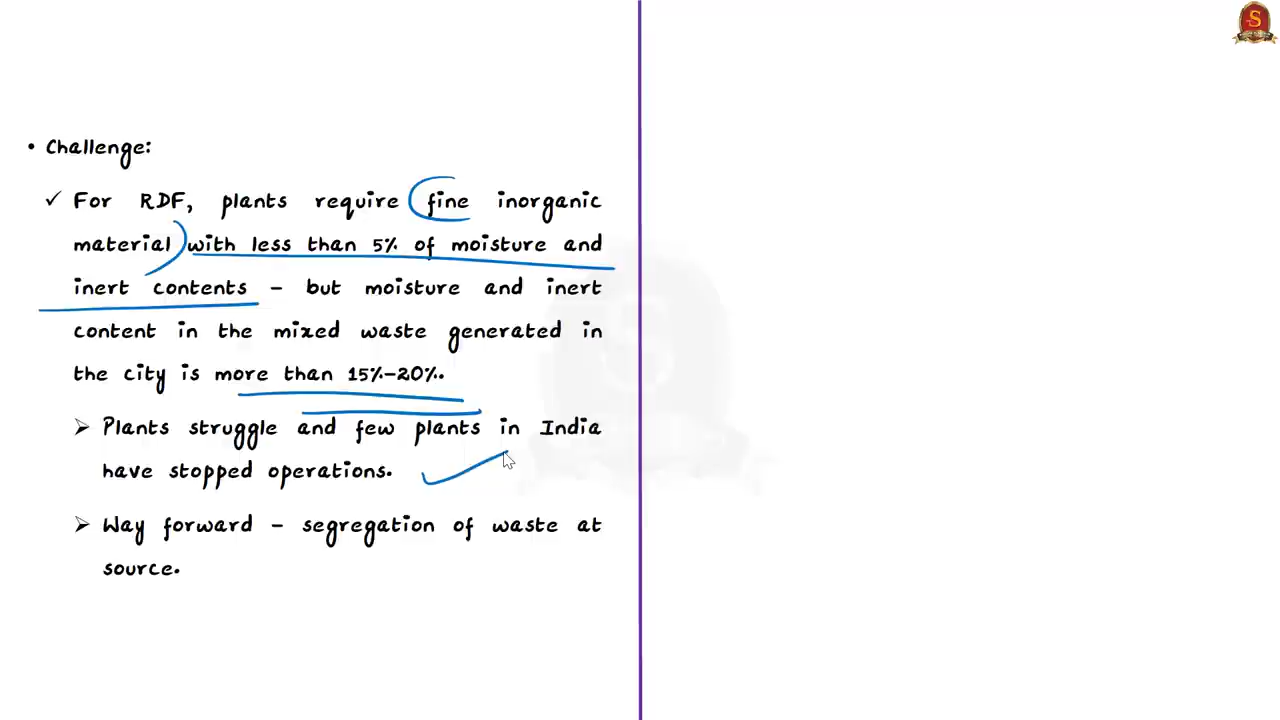 • Challenge:
✓ For RDF, plants require fine inorganic
material with less than 5% of moisture and
inert contents – but moisture and inert
content in the mixed waste generated in
the city is more than 15%-20%.
➢ Plants struggle and few plants in India
have stopped operations.
➢ Way forward – segregation of waste at
source.
S